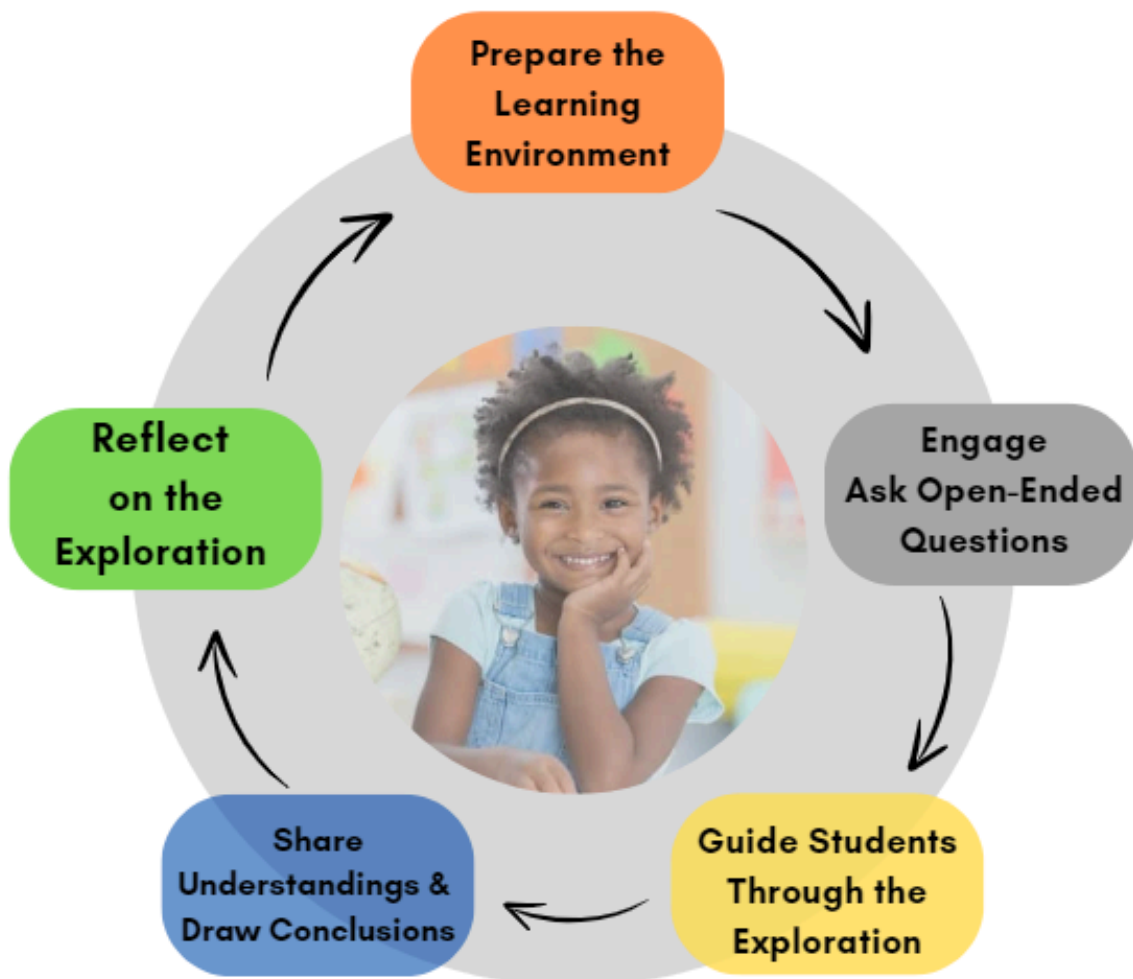 Prepare the
Learning
Environment
Engage
Ask Open-Ended
Questions
Guide Students
Through the
Exploration
Share
Understandings &
Draw Conclusions
Reflect
on the
Exploration